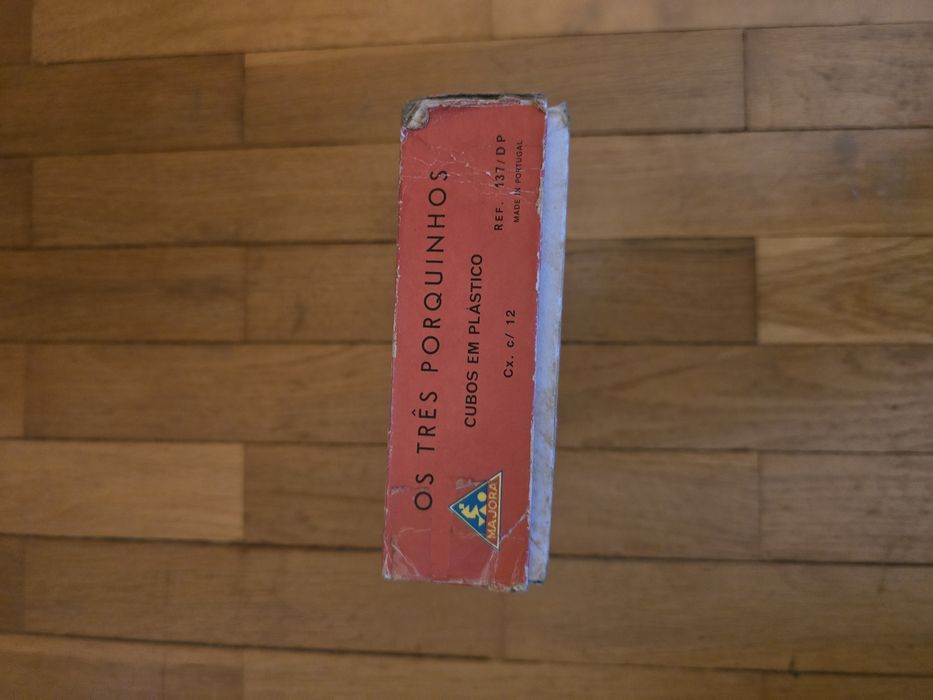 OS TRÊS PORQUINHOS
CUBOS EM PLÁSTICO
Cx. c/ 12
REF. 137/DP
MADE IN PORTUGAL
MAJORA